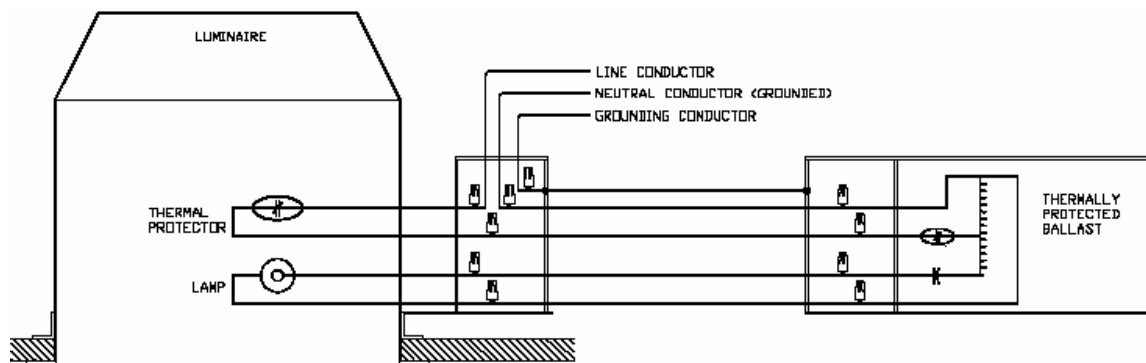 LUMINAIRE
LINE CONDUCTOR
NEUTRAL CONDUCTOR (GROUNDED)
GROUNDING CONDUCTOR
THERMAL
PROTECTOR
LAMP
THERMALLY
PROTECTED
BALLAST